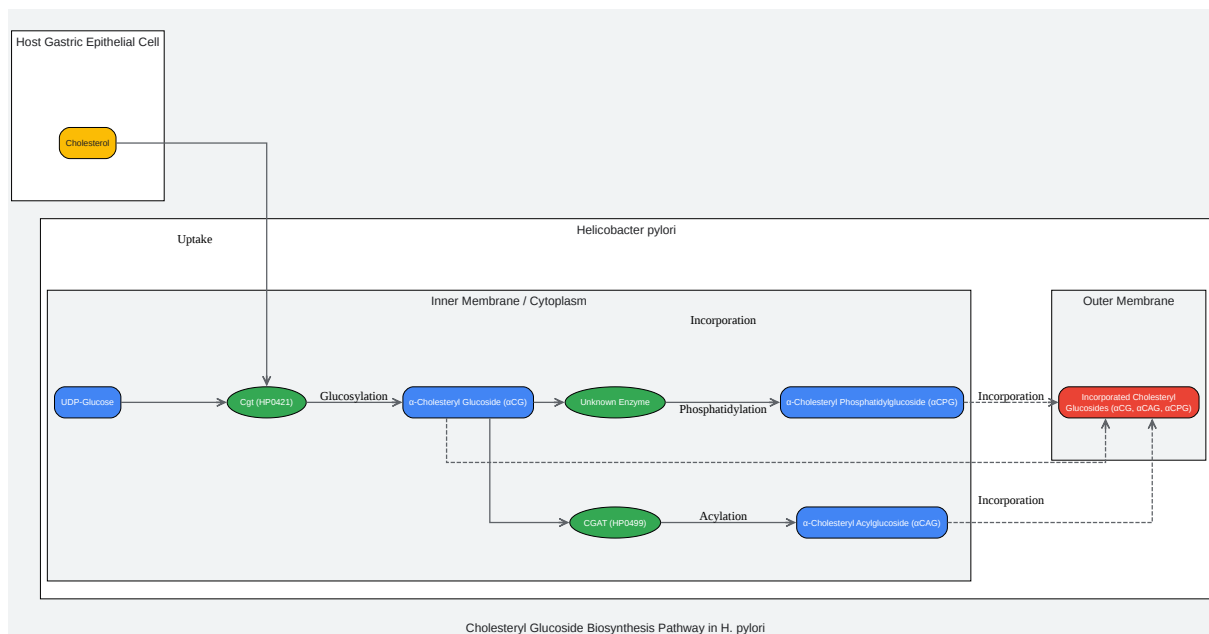 Host Gastric Epithelial Cell
Cholesterol
Uptake
Helicobacter pylori
Inner Membrane / Cytoplasm
Outer Membrane
Incorporation
UDP-Glucose
Cgt (HP0421)
Glucosylation
α-Cholesteryl Glucoside (αCG)
Unknown Enzyme
Phosphatidylation
α-Cholesteryl Phosphatidylglucoside (αCPG)
Incorporation
Incorporated Cholesteryl
Glucosides (αCG, αCAG, αCPG)
CGAT (HP0499)
Acylation
α-Cholesteryl Acylglucoside (αCAG)
Incorporation
Cholesteryl Glucoside Biosynthesis Pathway in H. pylori